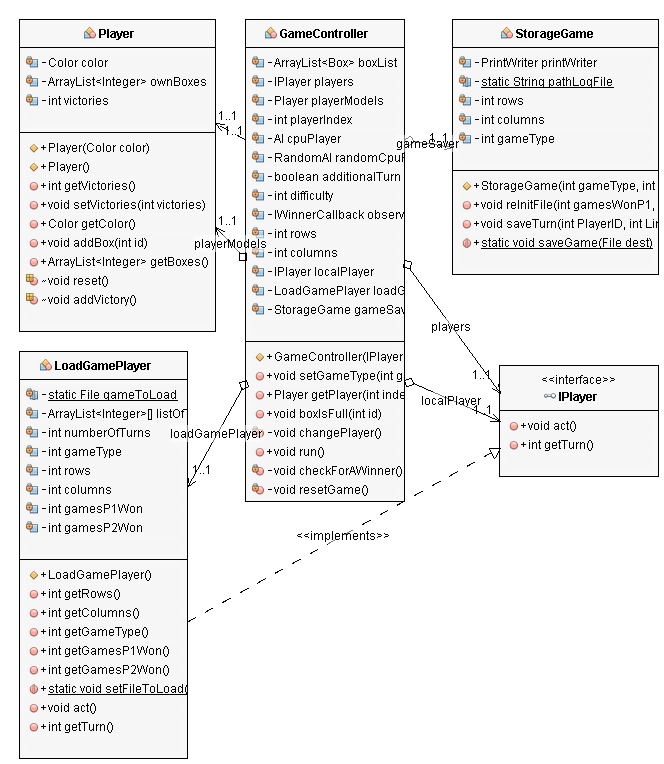 Player
- Color color
- ArrayList<Integer> ownBoxes
- int victories
+ Player(Color color)
+ Player()
+ int getVictories()
+ void setVictories(int victories)
+ Color getColor()
+ void addBox(int id)
+ ArrayList<Integer> getBoxes()
~ void reset()
~ void addVictory()
GameController
- ArrayList<Box> boxList
- IPlayer players
- Player playerModels
- int playerIndex
- AI cpuPlayer
- RandomAI randomCpuP
- boolean additionalTurn
- int difficulty
- IWinnerCallback observ
- int rows
- int columns
- IPlayer localPlayer
- LoadGamePlayer loadG
- StorageGame gameSav
+ GameController(IPlayer
+ void setGameType(int g
+ Player getPlayer(int inde
+ void boxIsFull(int id)
- void changePlayer()
+ void run()
- void checkForAWinner()
- void resetGame()
StorageGame
- PrintWriter printWriter
- static String pathLogFile
- int rows
- int columns
- int gameType
+ StorageGame(int gameType, int
+ void reInitFile(int gamesWonP1,
+ void saveTurn(int PlayerID, int Li
+ static void saveGame(File dest)
1..1
1..1
gameSaver
1..1
1..1
playerModels
players
1..1
localPlayer
1..1
loadGamePlayer
1..1
<<interface>>
IPlayer
+ void act()
+ int getTurn()
<<implements>>
LoadGamePlayer
- static File gameToLoad
- ArrayList<Integer>[] listOf
- int numberOfTurns
- int gameType
- int rows
- int columns
- int gamesP1Won
- int gamesP2Won
+ LoadGamePlayer()
+ int getRows()
+ int getColumns()
+ int getGameType()
+ int getGamesP1Won()
+ int getGamesP2Won()
+ static void setFileToLoad(
+ void act()
+ int getTurn()